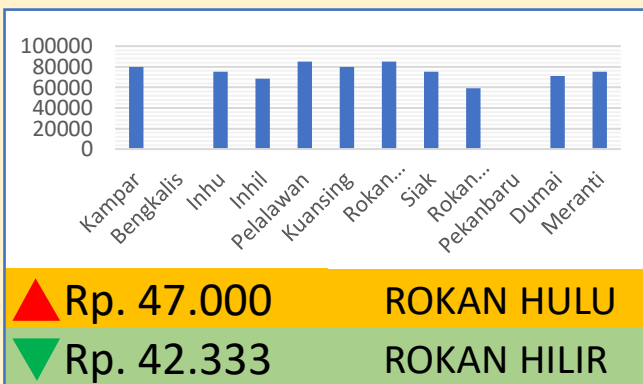 100000
80000
60000
40000
20000
0
Kampar
Bengkalis
Inhu
Inhil
Pelalawan
Kuansing
Rokan...
Siak
Rokan...
Pekanbaru
Dumai
Meranti
Rp. 47.000 ROKAN HULU
Rp. 42.333 ROKAN HILIR